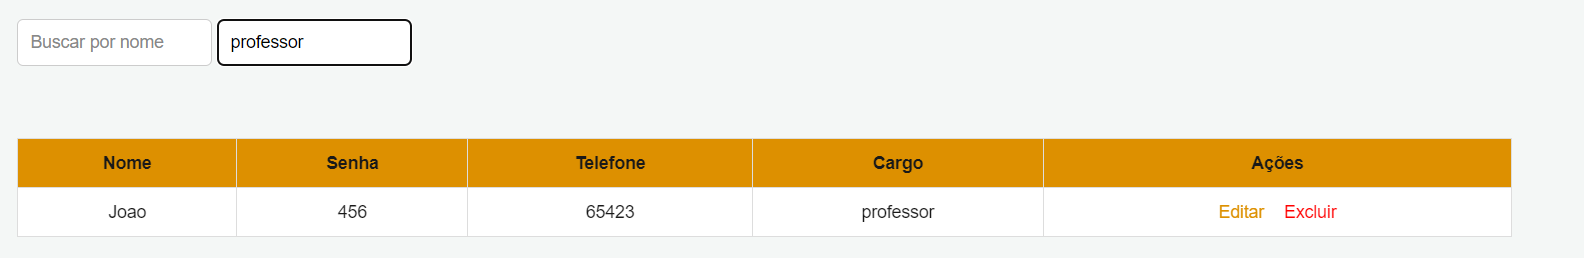 Buscar por nome professor
Nome Senha Telefone Cargo Ações
Joao 456 65423 professor Editar Excluir